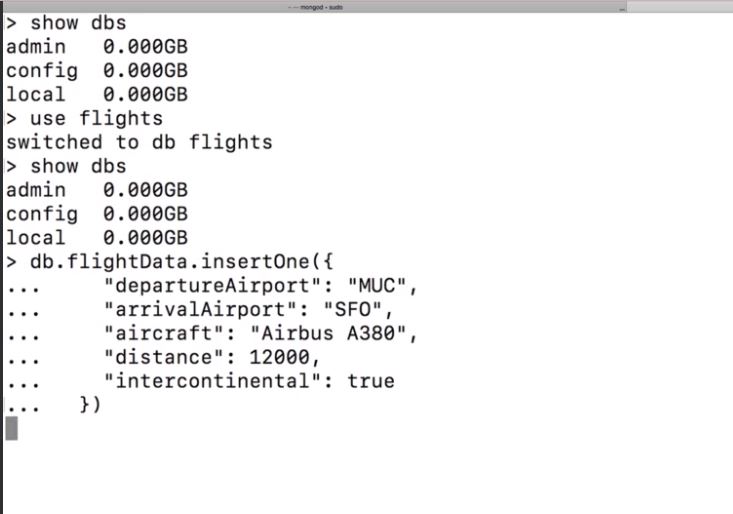 — — mongod - sudo
> show dbs
admin   0.000GB
config  0.000GB
local   0.000GB
> use flights
switched to db flights
> show dbs
admin   0.000GB
config  0.000GB
local   0.000GB
> db.flightData.insertOne({
...     "departureAirport": "MUC",
...     "arrivalAirport": "SFO",
...     "aircraft": "Airbus A380",
...     "distance": 12000,
...     "intercontinental": true
...   })